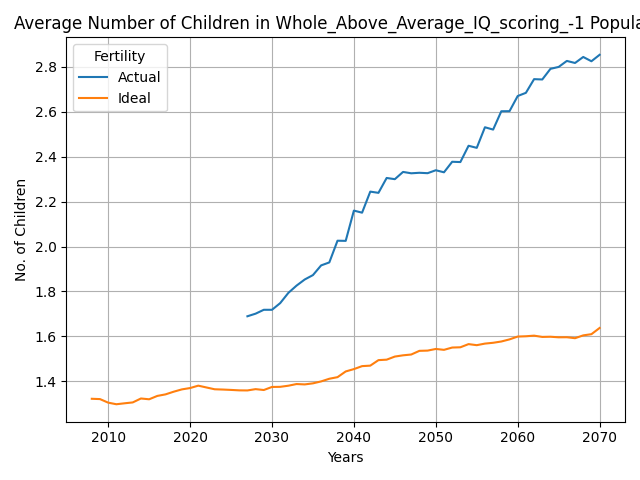 Average Number of Children in Whole_Above_Average_IQ_scoring_-1 Popula
Fertility
Actual
Ideal
No. of Children
2.8
2.6
2.4
2.2
2.0
1.8
1.6
1.4
2010 2020 2030 2040 2050 2060 2070
Years